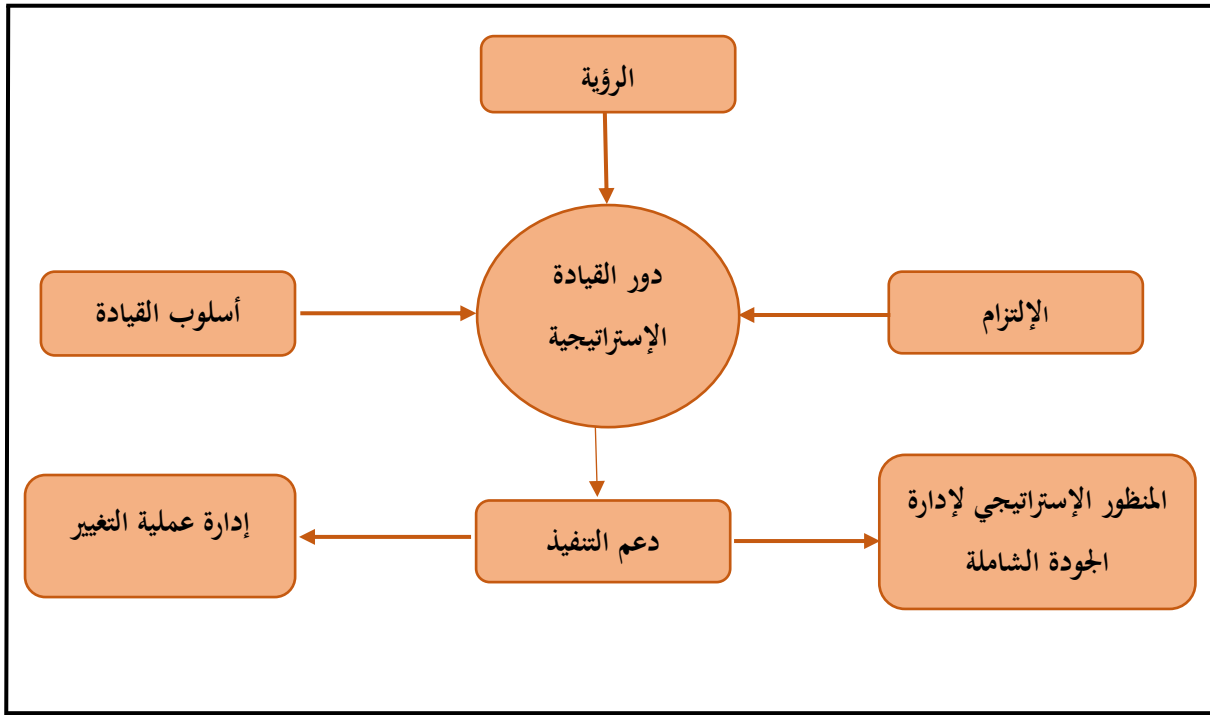 الرؤية
دور القيادة
الإستراتيجية
الإلتزام
أسلوب القيادة
المنظور الإستراتيجي لإدارة
الجودة الشاملة
دعم التنفيذ
إدارة عملية التغيير